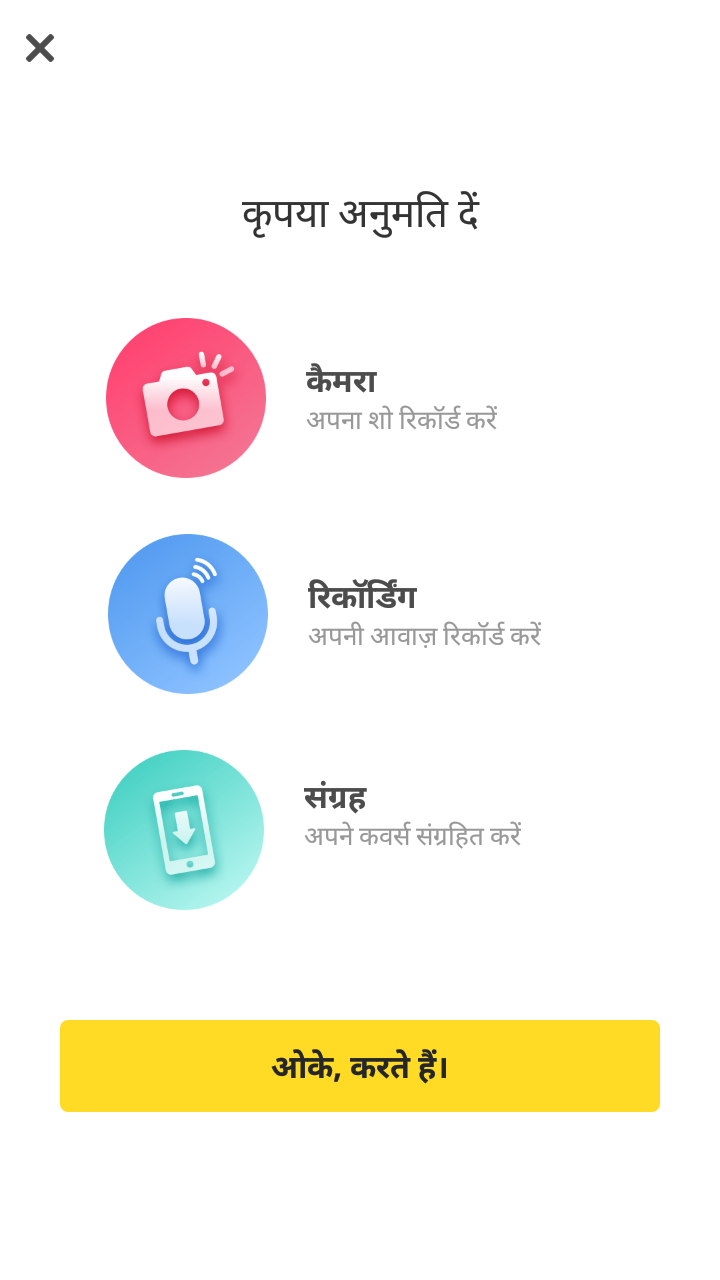 कृपया अनुमति दें
कैमरा
अपना शो रिकॉर्ड करें
रिकॉर्डिंग
अपनी आवाज़ रिकॉर्ड करें
संग्रह
अपने कवर्स संग्रहित करें
ओके, करते हैं।